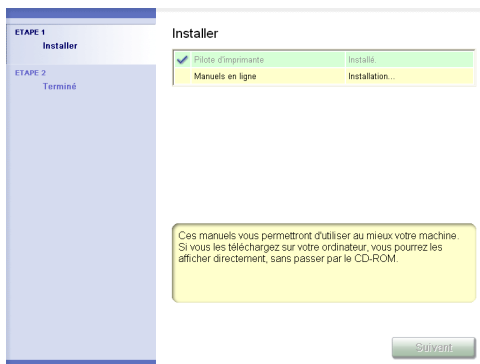 ETAPE 1
Installer
ETAPE 2
Terminé
Installer
Pilote d'imprimante Installé.
Manuels en ligne Installation...
Ces manuels vous permettront d'utiliser au mieux votre machine.
Si vous les téléchargez sur votre ordinateur, vous pourrez les
afficher directement, sans passer par le CD-ROM.
Suivant